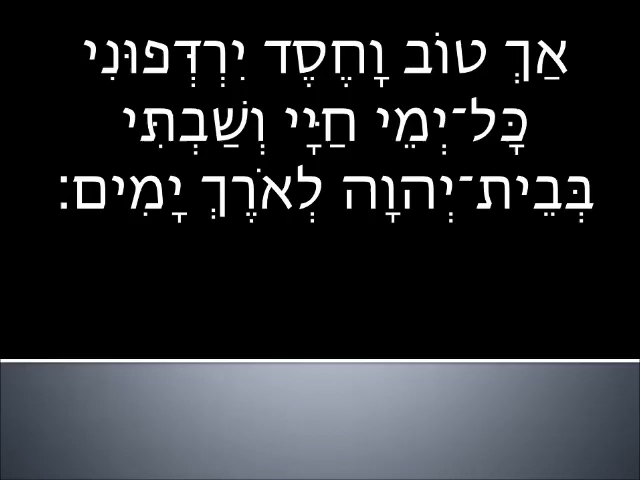 אַךְ טוֹב וָחֶסֶד יִרְדְּפוּנִי
כָּל־יְמֵי חַיָּי וְשַׁבְתִּי
בְּבֵית־יְהוָה לְאֹרֶךְ יָמִים׃